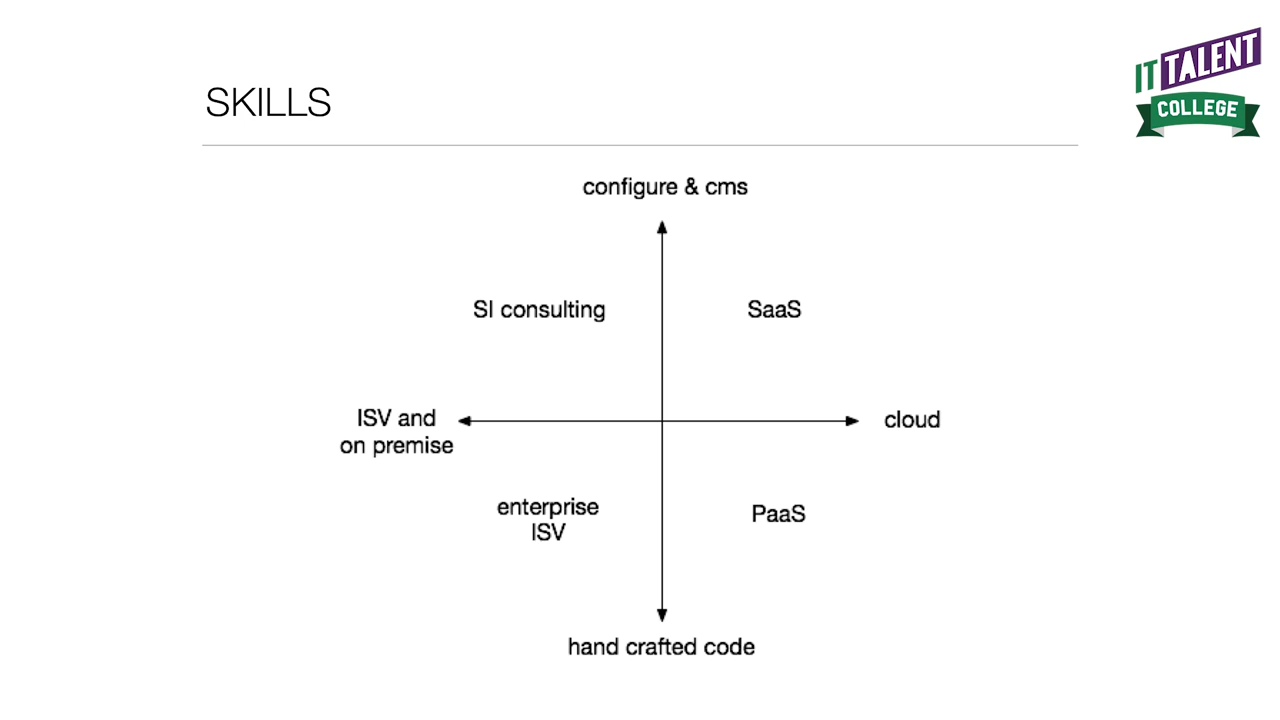 IT TALENT
COLLEGE
SKILLS
configure & cms
SI consulting
SaaS
ISV and
on premise
cloud
enterprise
ISV
PaaS
hand crafted code